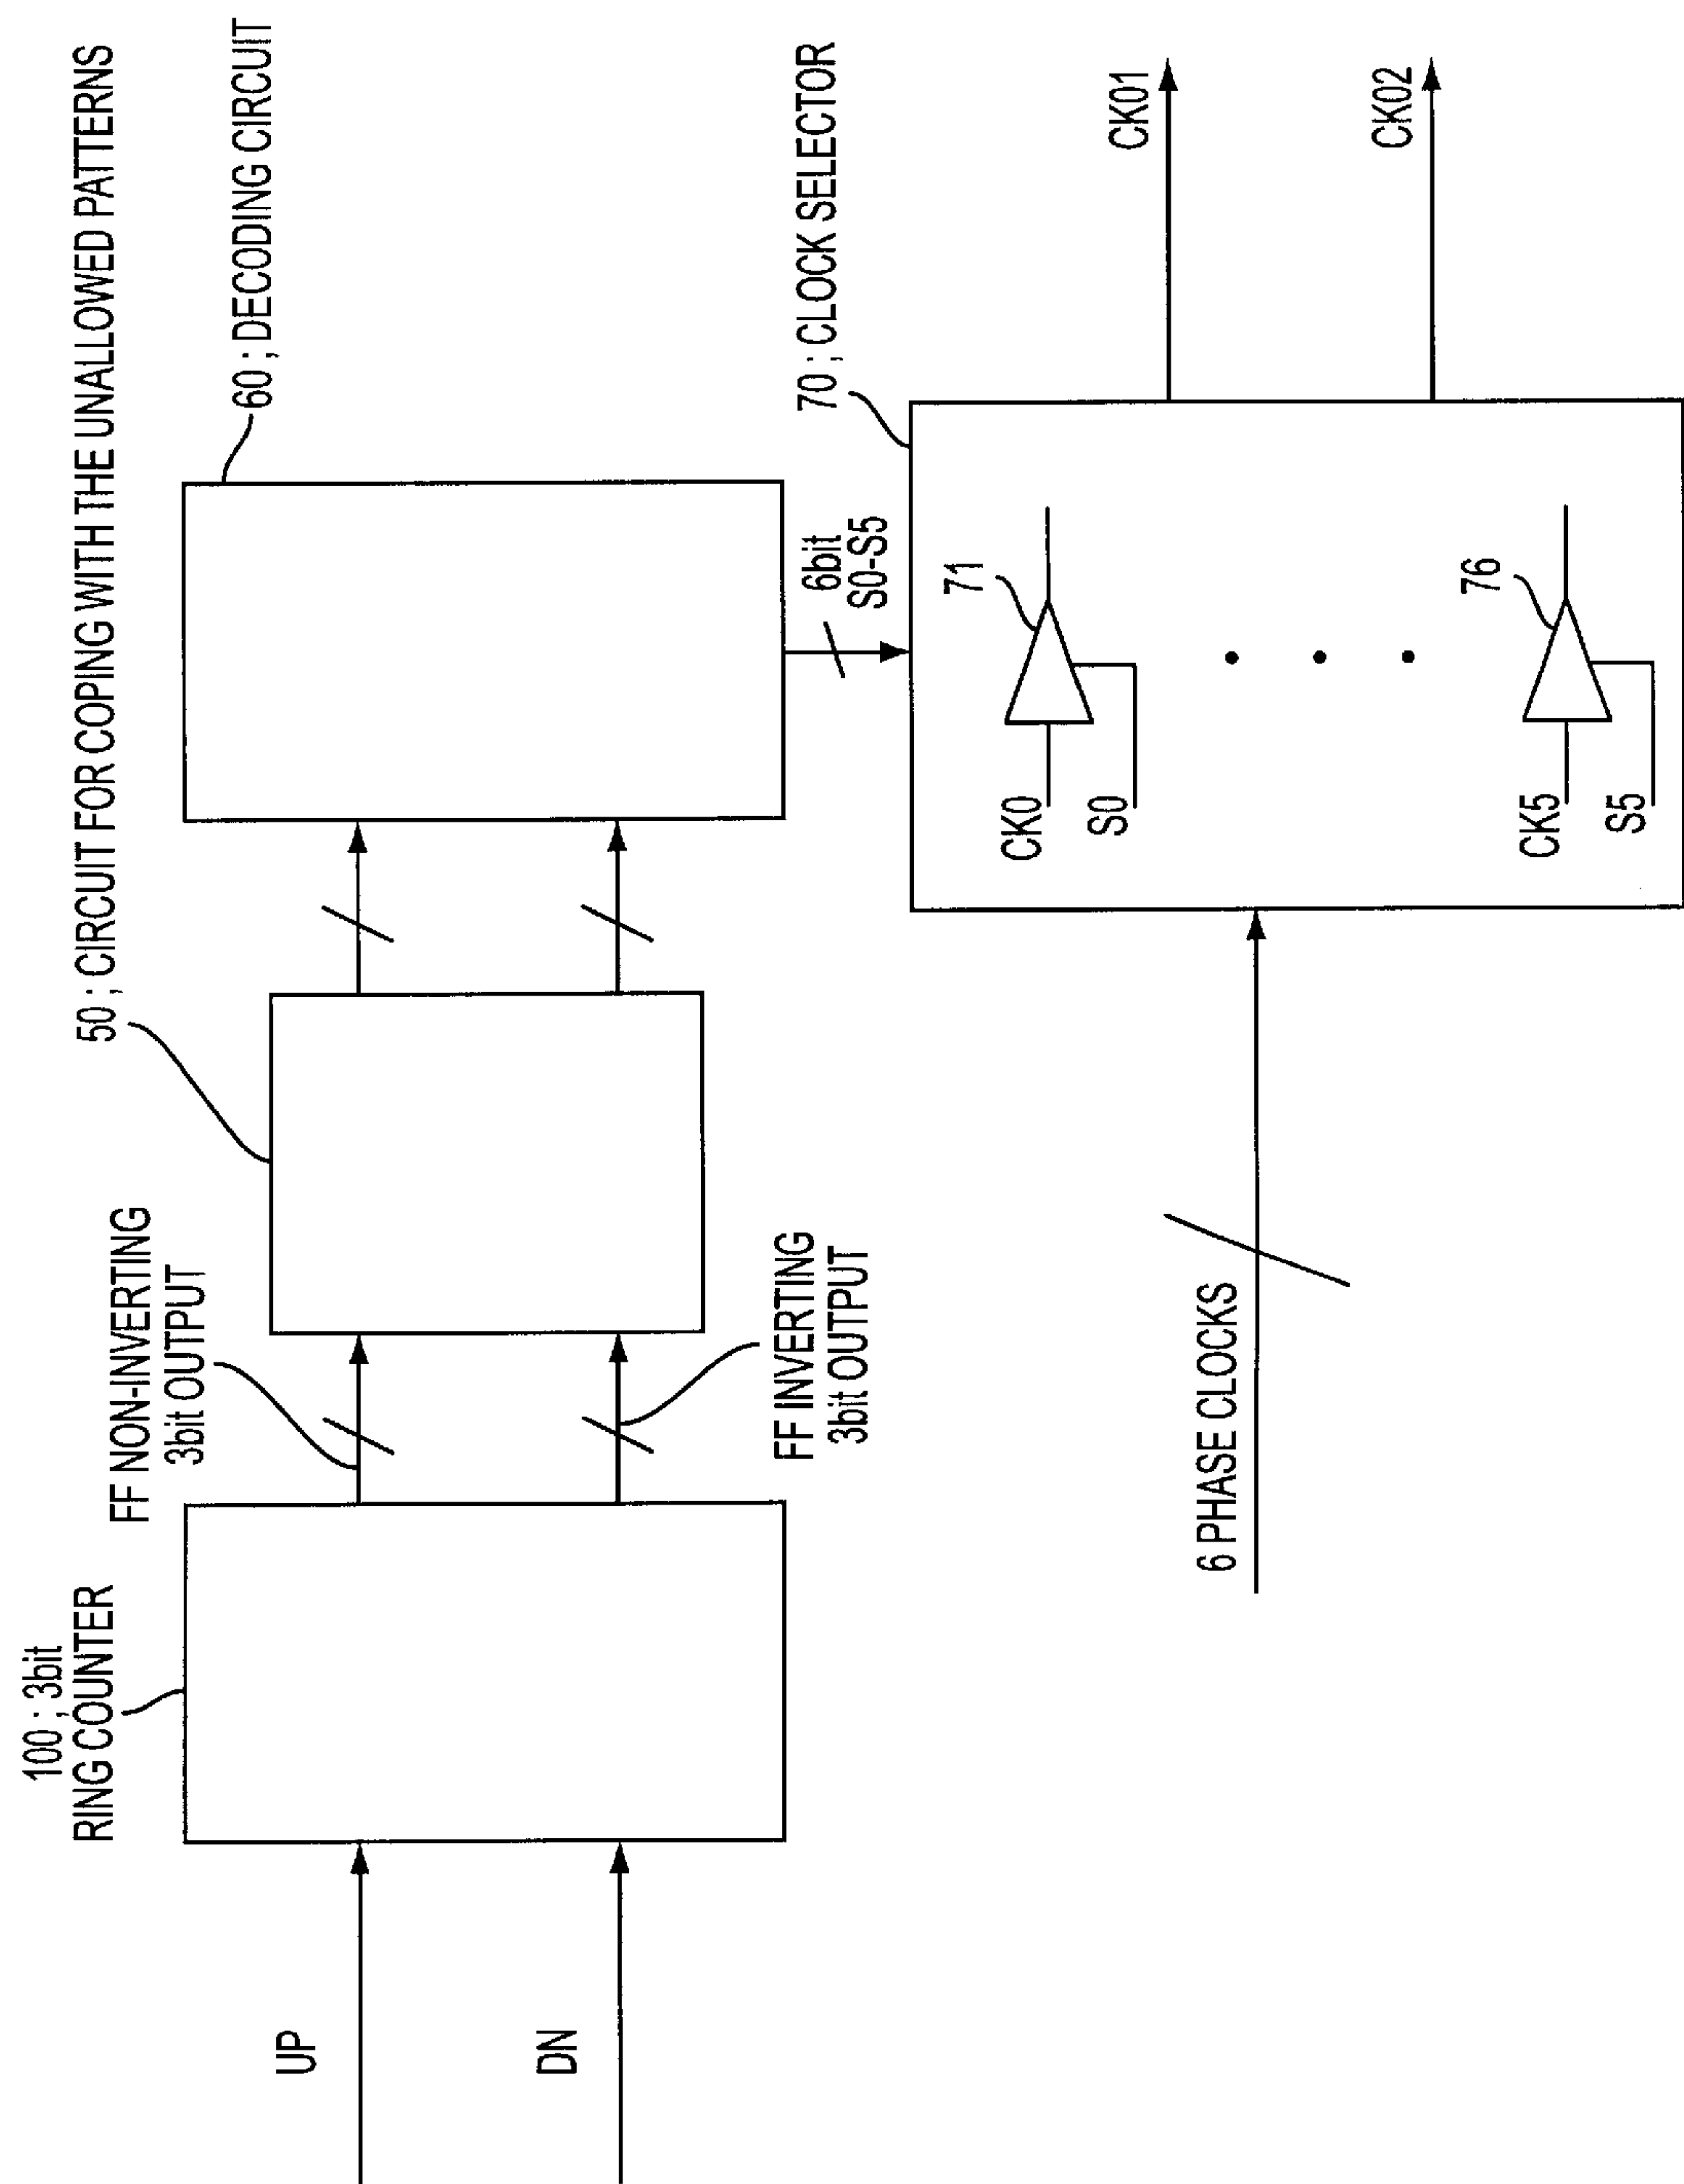 100 ; 3bit
RING COUNTER
UP
DN
FF NON-INVERTING
3bit OUTPUT
FF INVERTING
3bit OUTPUT
50 ; CIRCUIT FOR COPING WITH THE UNALLOWED PATTERNS
60 ; DECODING CIRCUIT
6bit
S0-S5
70 ; CLOCK SELECTOR
6 PHASE CLOCKS
71
CK0
S0
76
CK5
S5
CK01
CK02